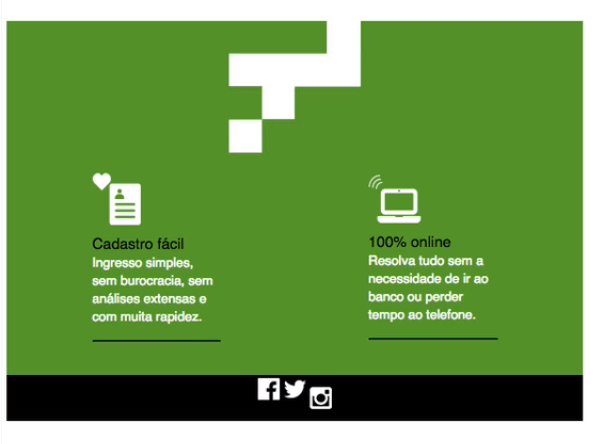 Cadastro fácil
Ingresso simples,
sem burocracia, sem
análises extensas e
com muita rapidez.
100% online
Resolva tudo sem a
necessidade de ir ao
banco ou perder
tempo ao telefone.